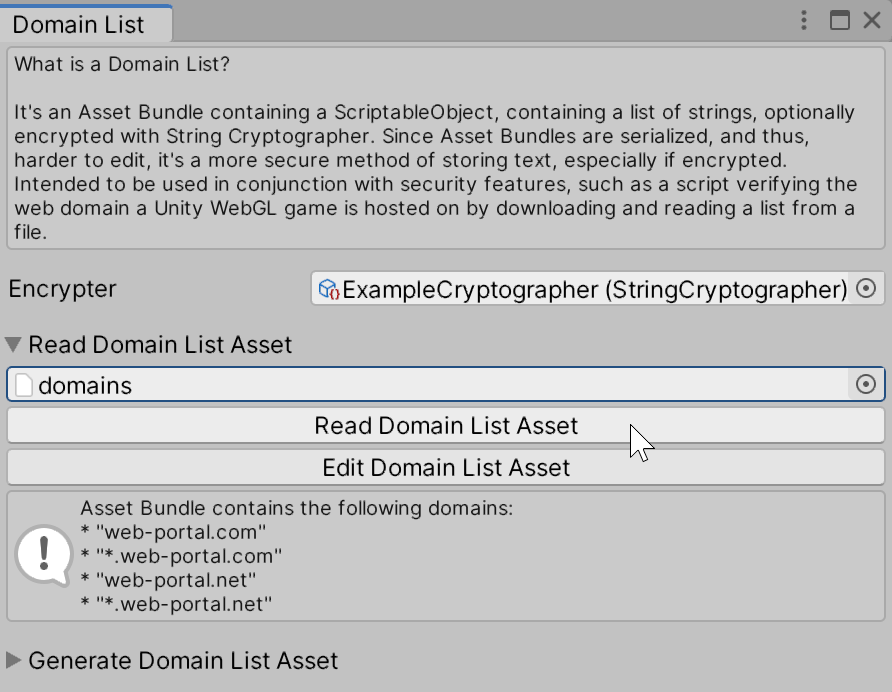 Domain List
What is a Domain List?
It's an Asset Bundle containing a ScriptableObject, containing a list of strings, optionally
encrypted with String Cryptographer. Since Asset Bundles are serialized, and thus,
harder to edit, it's a more secure method of storing text, especially if encrypted.
Intended to be used in conjunction with security features, such as a script verifying the
web domain a Unity WebGL game is hosted on by downloading and reading a list from a
file.
Encrypter
ExampleCryptographer (StringCryptographer)
Read Domain List Asset
domains
Read Domain List Asset
Edit Domain List Asset
Asset Bundle contains the following domains:
* "web-portal.com"
* "*.web-portal.com"
* "web-portal.net"
* "*.web-portal.net"
Generate Domain List Asset